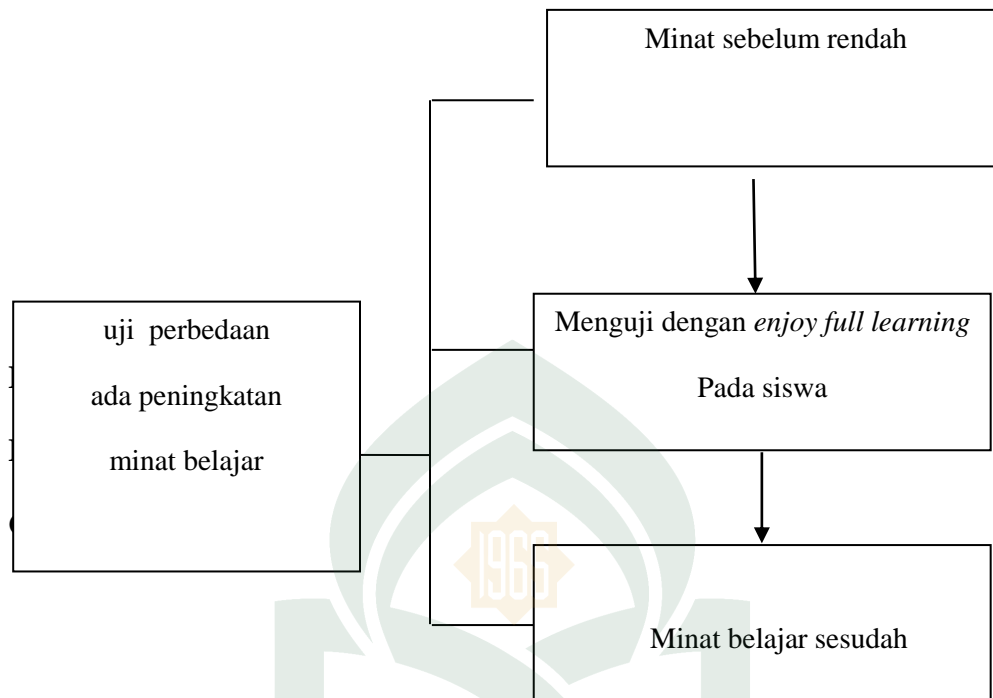 Minat sebelum rendah
uji perbedaan
ada peningkatan
minat belajar
Menguji dengan enjoy full learning
Pada siswa
1965
Minat belajar sesudah